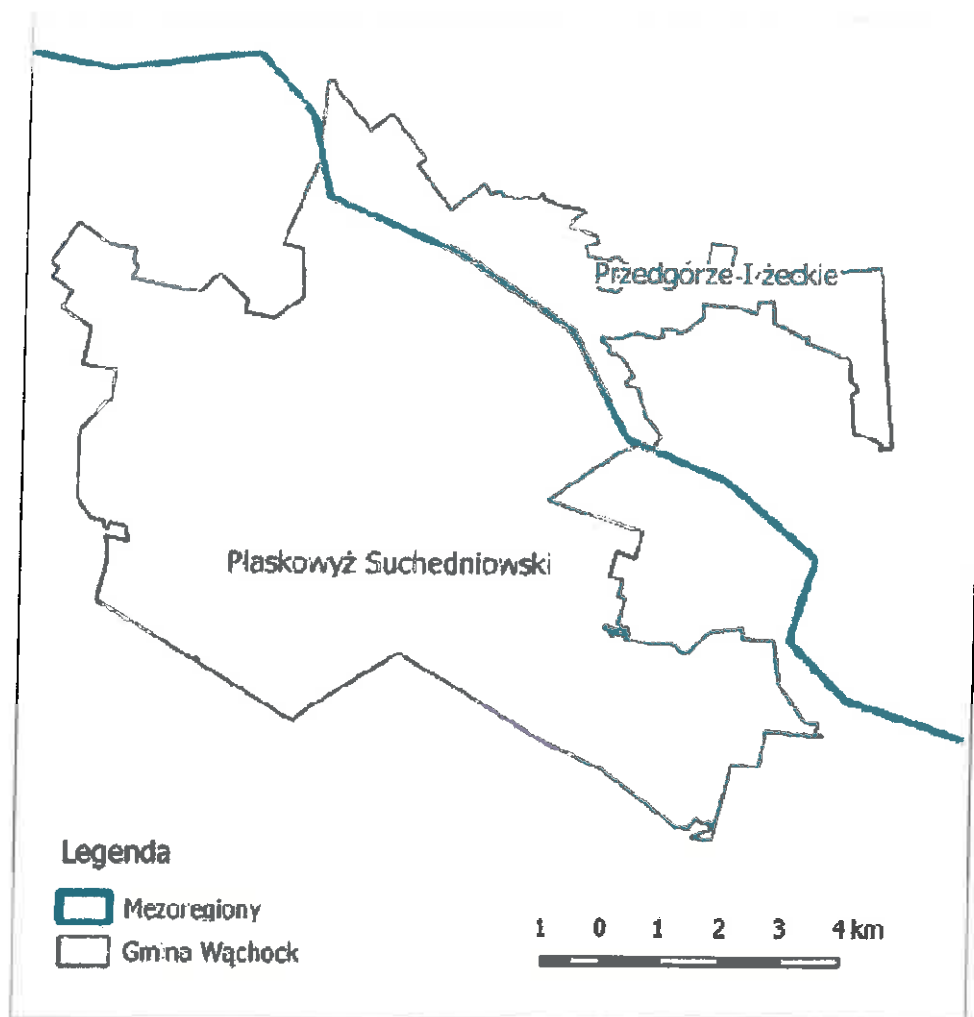 Przedgórze Iłżeckie
Płaskowyż Suchedniowski
Legenda
Mezoregiony
Gmina Wąchock
1 0 1 2 3 4 km